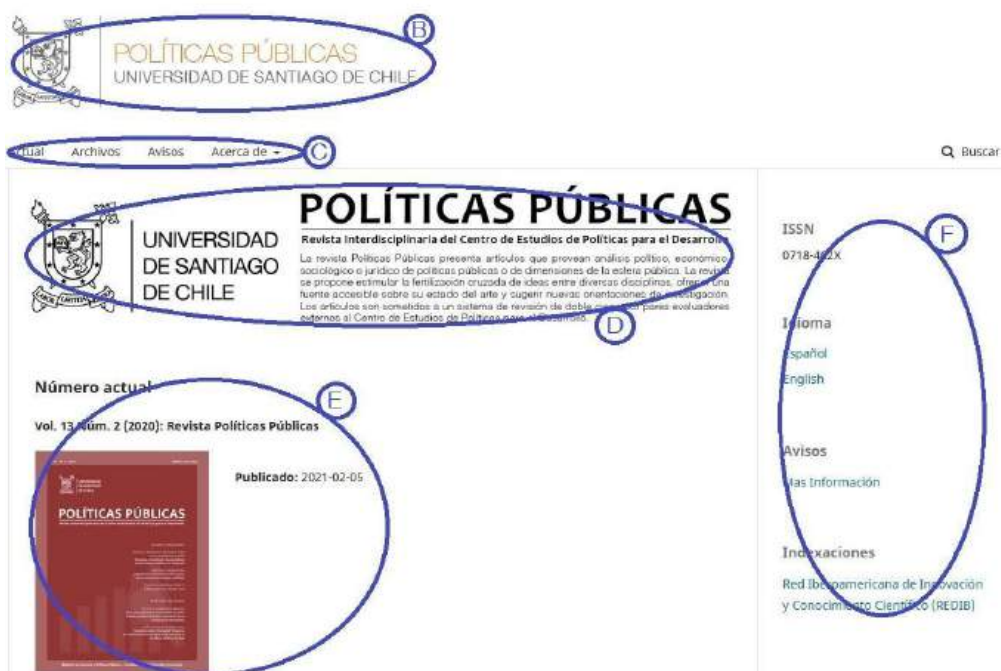 B
POLÍTICAS PÚBLICAS
UNIVERSIDAD DE SANTIAGO DE CHILE
Archivos Avisos Acerca de
C
Buscar
POLÍTICAS PÚBLICAS
UNIVERSIDAD
DE SANTIAGO
DE CHILE
Revista Interdisciplinaria del Centro de Estudios de Políticas para el Desarrollo
La revista Políticas Públicas presenta artículos que provean análisis político, económico,
sociológico o jurídico de políticas públicas o de dimensiones de la esfera pública. La revista
se propone estimular la fertilización cruzada de ideas entre diversas disciplinas, ofrecer una
fuente accesible sobre su estado del arte y sugerir nuevas orientaciones de investigación.
Los artículos son sometidos a un sistema de revisión de doble por pares evaluadores
externos al Centro de Estudios de Políticas para el Desarrollo.
D
Número actual
E
Vol. 13 Núm. 2 (2020): Revista Políticas Públicas
Publicado: 2021-02-05
POLÍTICAS PÚBLICAS
ISSN
F
Idioma
Español
English
Avisos
Mas Información
Indexaciones
Red Iberoamericana de Innovación
y Conocimiento Científico (REDIB)